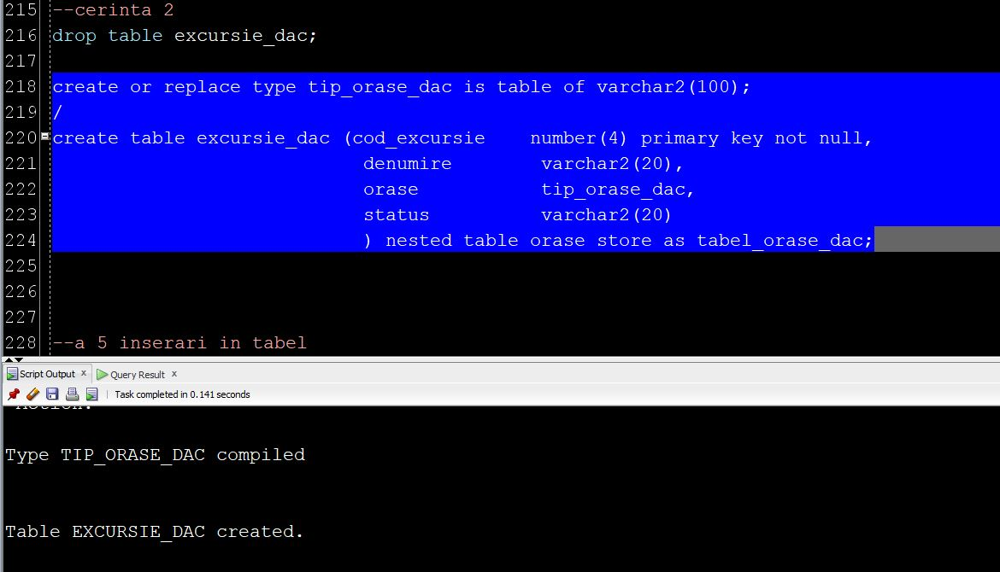 215 --cerinta 2
216 drop table excursie_dac;
217
218 create or replace type tip_orase_dac is table of varchar2(100);
219 /
220 create table excursie_dac (cod_excursie number(4) primary key not null,
221 denumire varchar2(20),
222 orase tip_orase_dac,
223 status varchar2(20)
224 ) nested table orase store as tabel_orase_dac;
225
226
227
228 --a 5 inserari in tabel
Script Output x Query Result x
Task completed in 0.141 seconds
Action:
Type TIP_ORASE_DAC compiled
Table EXCURSIE_DAC created.